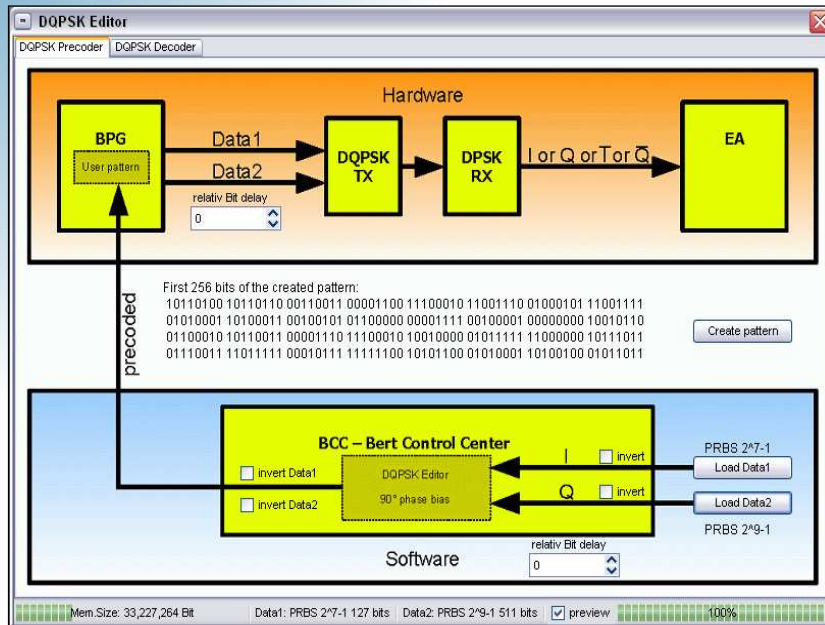 DQPSK Editor
DQPSK Precoder DQPSK Decoder
Hardware
BPG
User pattern
Data1
Data2
relativ Bit delay
0
DQPSK
TX
DPSK
RX
I or Q or T or Q̅
EA
precoded
First 256 bits of the created pattern:
10110100 10110110 00110011 00001100 11100010 11001110 01000101 11001111
01010001 10100011 00100101 01100000 00001111 00100001 00000000 10010110
01100010 10110011 00001110 11100010 10010000 01011111 11000000 10111011
01110011 11011111 00010111 11111100 10101100 01010001 10100100 01011011
Create pattern
BCC – Bert Control Center
invert Data1
invert Data2
DQPSK Editor
90° phase bias
I
invert
Q
invert
PRBS 2^7-1
Load Data1
Load Data2
PRBS 2^9-1
Software
relativ Bit delay
0
Mem.Size: 33,227,264 Bit Data1: PRBS 2^7-1 127 bits Data2: PRBS 2^9-1 511 bits preview 100%